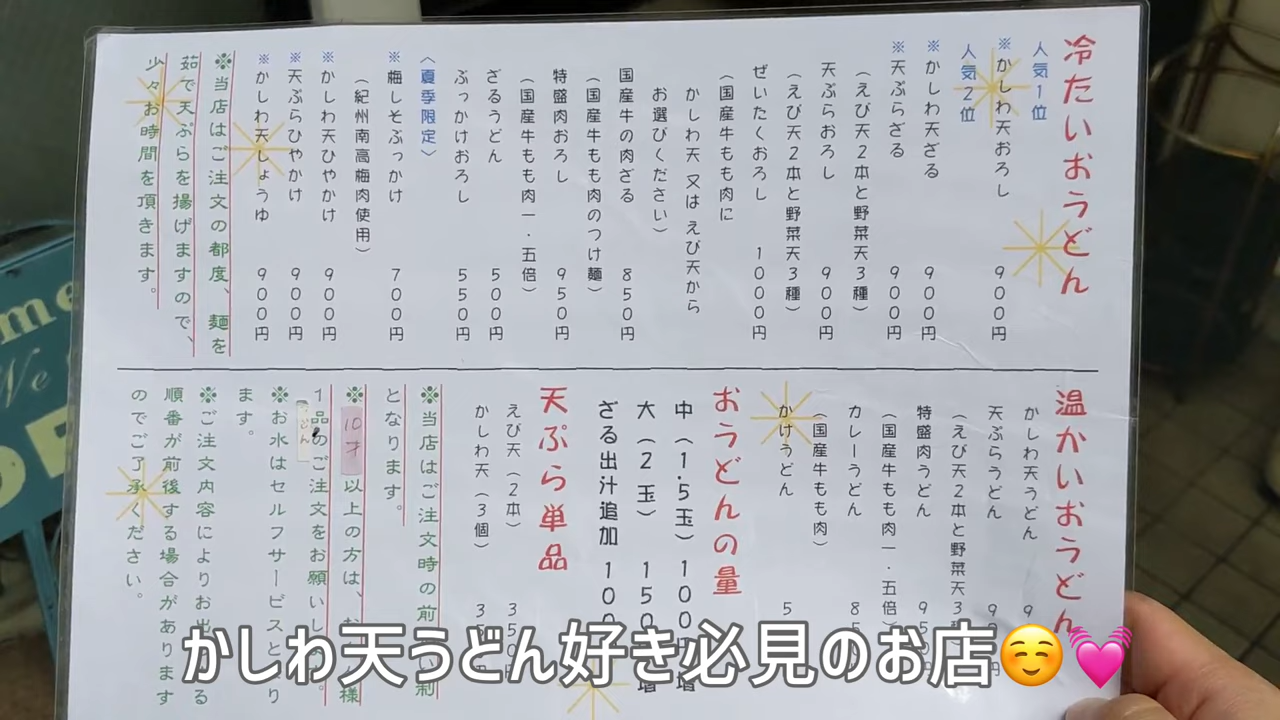 冷たいおうどん
人気1位
※かしわ天おろし 900円
人気2位
※かしわ天ざる 900円
※天ぷらざる 900円
(えび天2本と野菜天3種)
天ぷらおろし 900円
(えび天2本と野菜天3種)
ぜいたくおろし 1000円
(国産牛もも肉に
かしわ天 又は えび天から
お選びください)
国産牛の肉ざる 850円
(国産牛もも肉のつけ麺)
特盛肉おろし 950円
(国産牛もも肉一・五倍)
ざるうどん 500円
ぶっかけおろし 550円
〈夏季限定〉
※梅しそぶっかけ 700円
(紀州南高梅肉使用)
※かしわ天ひやかけ 900円
※天ぷらひやかけ 900円
※かしわ天しょうゆ 900円
※当店はご注文の都度、麺を
茹で天ぷらを揚げますので、
少々お時間を頂きます。
温かいおうどん
かしわ天うどん
天ぷらうどん
(えび天2本と野菜天3
特盛肉うどん
(国産牛もも肉一・五倍)
カレーうどん
(国産牛もも肉)
かけうどん
おうどんの量
中(1.5玉)100円増
大(2玉)150
ざる出汁追加 100
天ぷら単品
えび天(2本) 350円
かしわ天(3個)
※当店はご注文時の前
となります。
※10才以上の方は、お 様
1品のご注文をお願いし
※お水はセルフサービスとな り
ます。
※ご注文内容によりお出 る
順番が前後する場合があります
のでご了承ください。
かしわ天うどん好き必見のお店☺️💓